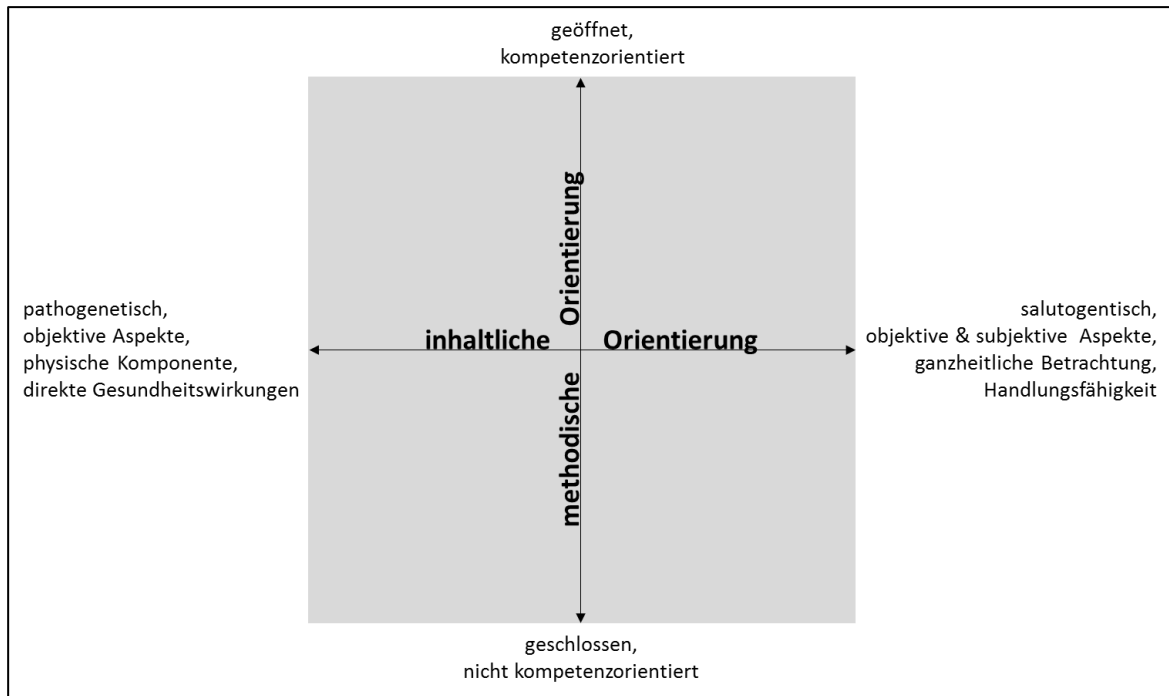 geöffnet,
kompetenzorientiert
methodische Orientierung
inhaltliche Orientierung
pathogenetisch,
objektive Aspekte,
physische Komponente,
direkte Gesundheitswirkungen
salutogentisch,
objektive & subjektive Aspekte,
ganzheitliche Betrachtung,
Handlungsfähigkeit
geschlossen,
nicht kompetenzorientiert